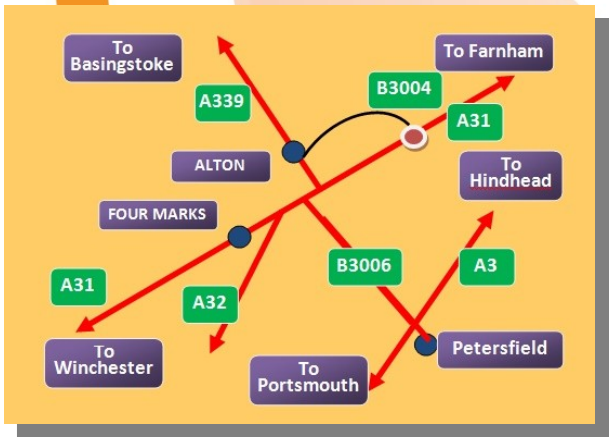 To
Basingstoke
To Farnham
B3004
A339
A31
ALTON
To
Hindhead
FOUR MARKS
B3006
A3
A31
A32
To
Winchester
To
Portsmouth
Petersfield